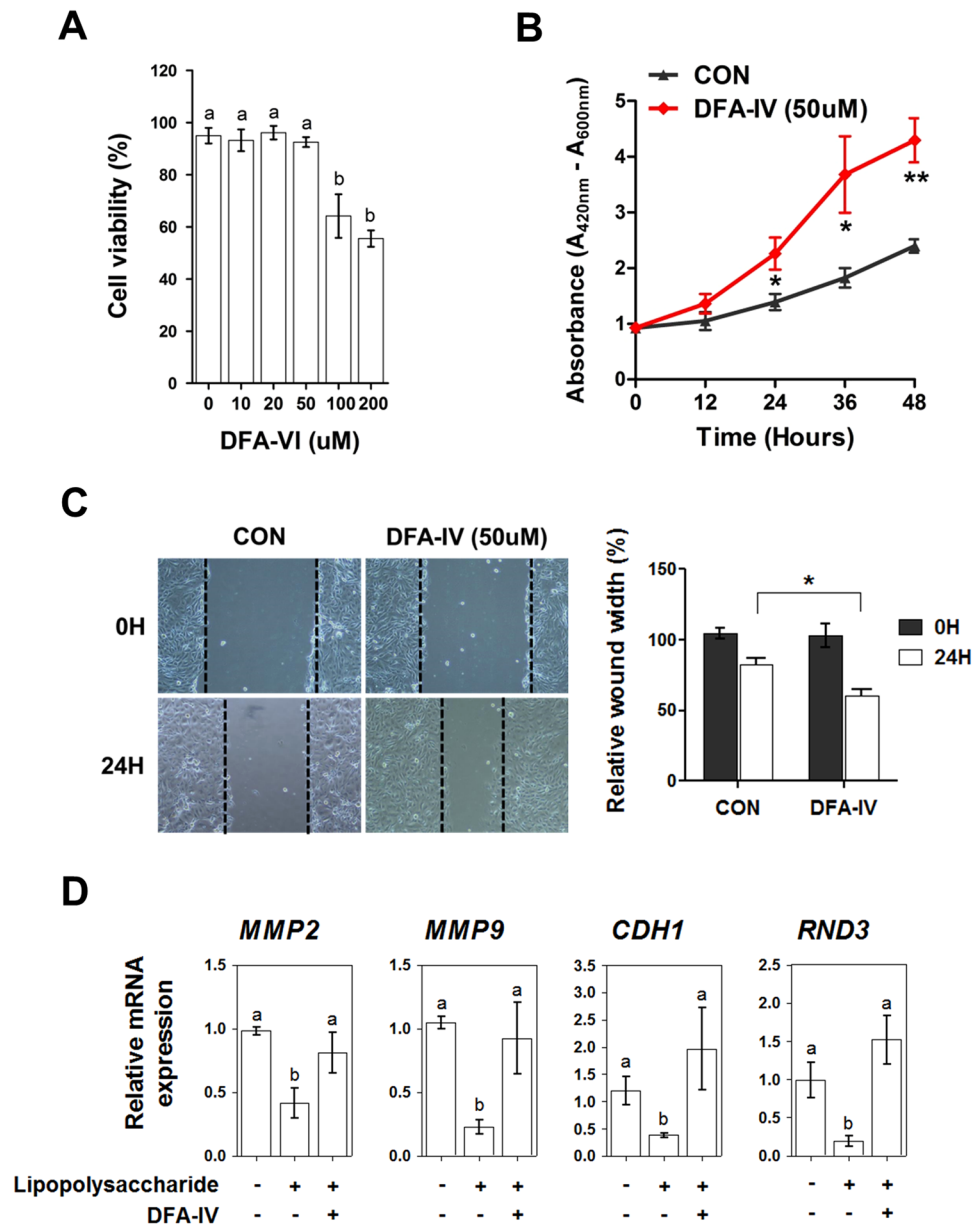 A
Cell viability (%)
120
100
80
60
40
20
0
a a a a b b
0 10 20 50 100 200
DFA-VI (uM)
B
CON
DFA-IV (50uM)
Absorbance (A420nm - A600nm)
5
4
3
2
1
0
* * **
0 12 24 36 48
Time (Hours)
C
CON DFA-IV (50uM)
0H
24H
Relative wound width (%)
150
100
50
0
*
0H
24H
CON DFA-IV
D
Relative mRNA
expression
MMP2
1.5
1.0
0.5
0.0
a b a
MMP9
1.5
1.0
0.5
0.0
a b a
CDH1
3.5
3.0
2.5
2.0
1.5
1.0
0.5
0.0
a b a
RND3
2.5
2.0
1.5
1.0
0.5
0.0
a b a
Lipopolysaccharide - + + - + + - + + - + +
DFA-IV - - + - - + - - + - - +